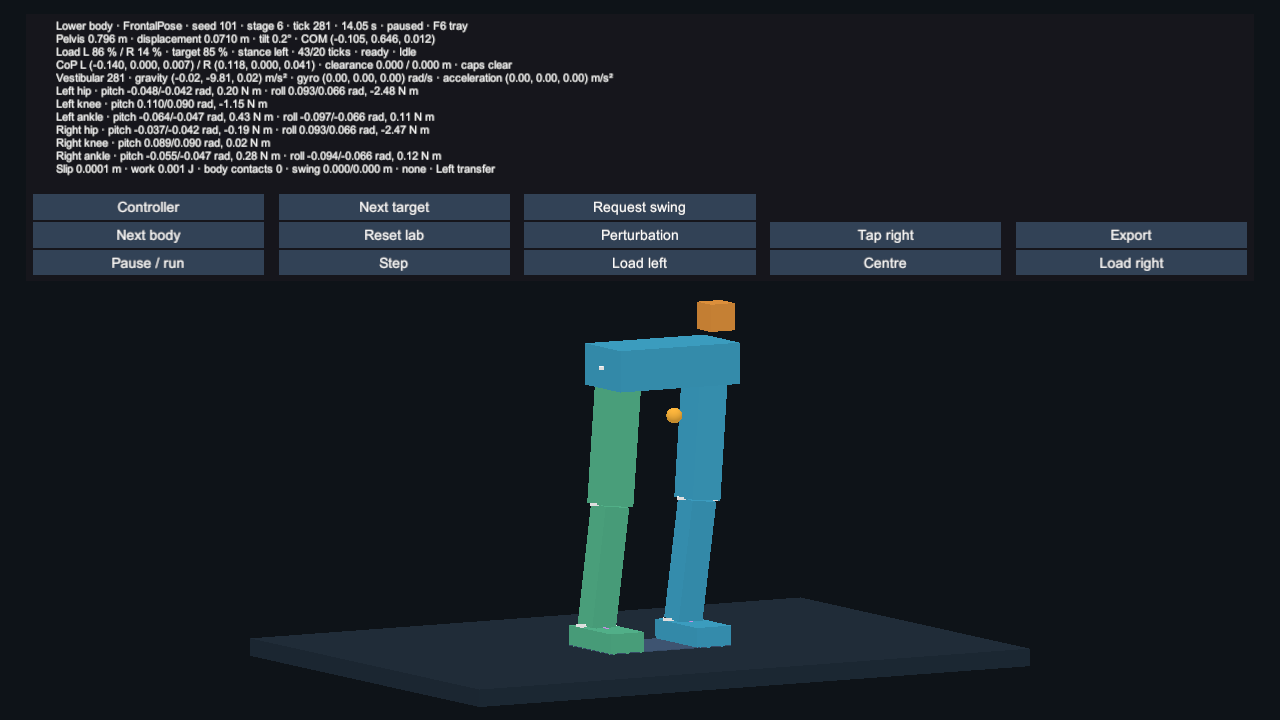 Lower body · FrontalPose · seed 101 · stage 6 · tick 281 · 14.05 s · paused · F6 tray
Pelvis 0.796 m · displacement 0.0710 m · tilt 0.2° · COM (-0.105, 0.646, 0.012)
Load L 86 % / R 14 % · target 85 % · stance left · 43/20 ticks · ready · Idle
CoP L (-0.140, 0.000, 0.007) / R (0.118, 0.000, 0.041) · clearance 0.000 / 0.000 m · caps clear
Vestibular 281 · gravity (-0.02, -9.81, 0.02) m/s² · gyro (0.00, 0.00, 0.00) rad/s · acceleration (0.00, 0.00, 0.00) m/s²
Left hip · pitch -0.048/-0.042 rad, 0.20 N m · roll 0.093/0.066 rad, -2.48 N m
Left knee · pitch 0.110/0.090 rad, -1.15 N m
Left ankle · pitch -0.064/-0.047 rad, 0.43 N m · roll -0.097/-0.066 rad, 0.11 N m
Right hip · pitch -0.037/-0.042 rad, -0.19 N m · roll 0.093/0.066 rad, -2.47 N m
Right knee · pitch 0.089/0.090 rad, 0.02 N m
Right ankle · pitch -0.055/-0.047 rad, 0.28 N m · roll -0.094/-0.066 rad, 0.12 N m
Slip 0.0001 m · work 0.001 J · body contacts 0 · swing 0.000/0.000 m · none · Left transfer
Controller Next target Request swing
Next body Reset lab Perturbation Tap right Export
Pause / run Step Load left Centre Load right